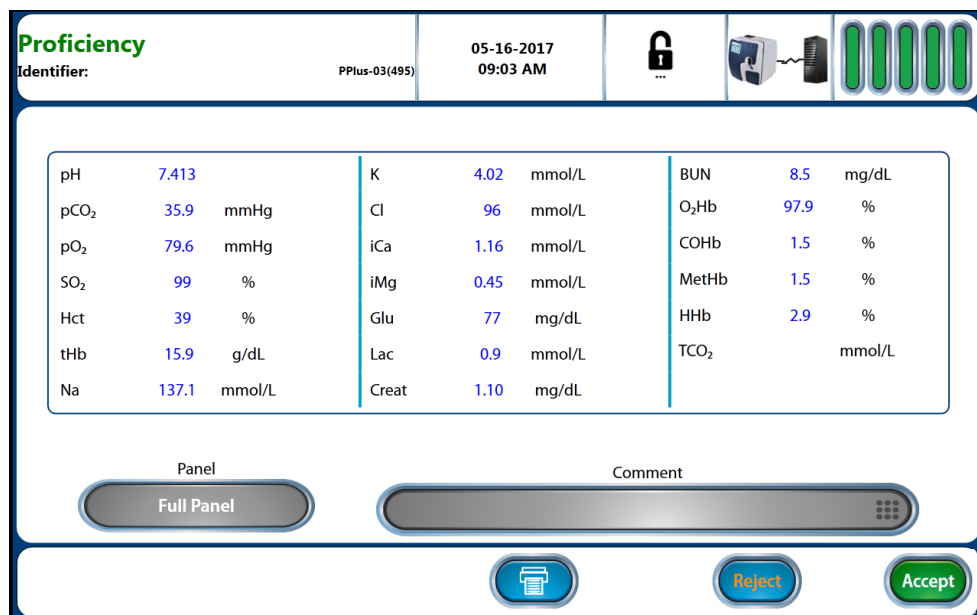 Proficiency
Identifier: PPlus-03(495)
05-16-2017
09:03 AM
***
pH 7.413
pCO₂ 35.9 mmHg
pO₂ 79.6 mmHg
SO₂ 99 %
Hct 39 %
tHb 15.9 g/dL
Na 137.1 mmol/L
K 4.02 mmol/L
Cl 96 mmol/L
iCa 1.16 mmol/L
iMg 0.45 mmol/L
Glu 77 mg/dL
Lac 0.9 mmol/L
Creat 1.10 mg/dL
BUN 8.5 mg/dL
O₂Hb 97.9 %
COHb 1.5 %
MetHb 1.5 %
HHb 2.9 %
TCO₂ mmol/L
Panel
Full Panel
Comment
Reject
Accept